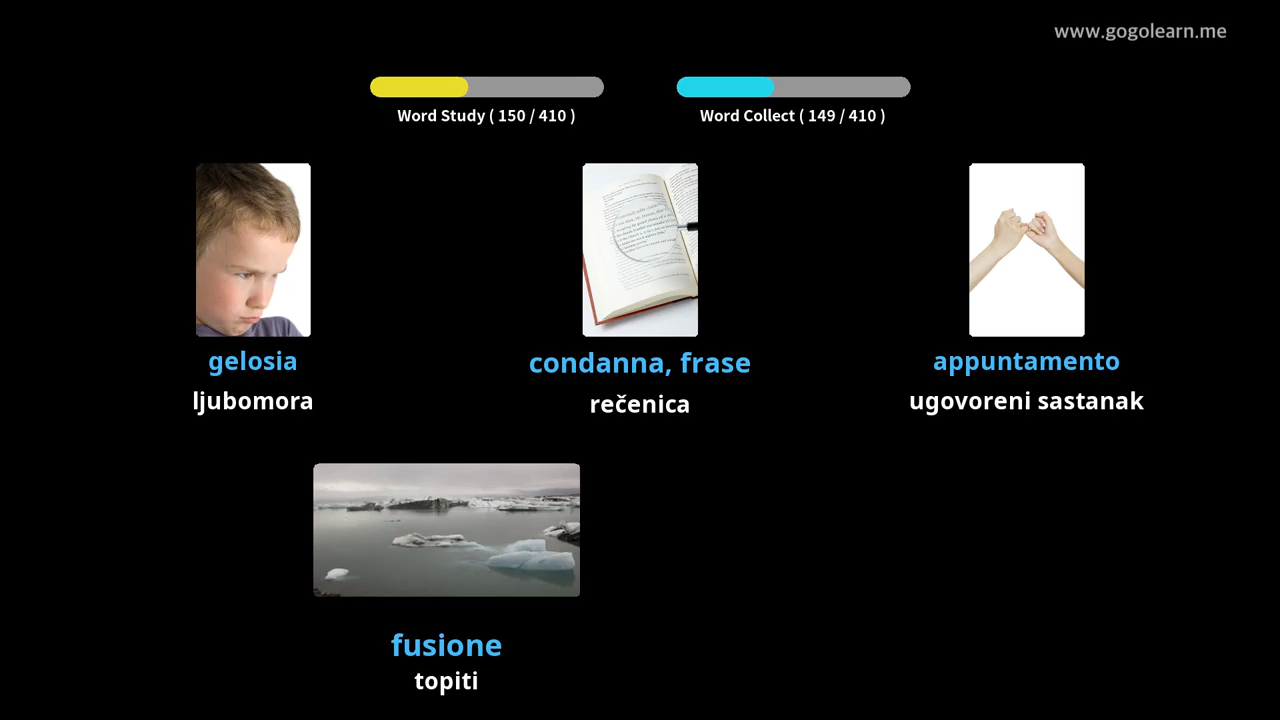 www.gogolearn.me
Word Study ( 150 / 410 )
Word Collect ( 149 / 410 )
gelosia
condanna, frase
appuntamento
ljubomora
rečenica
ugovoreni sastanak
fusione
topiti